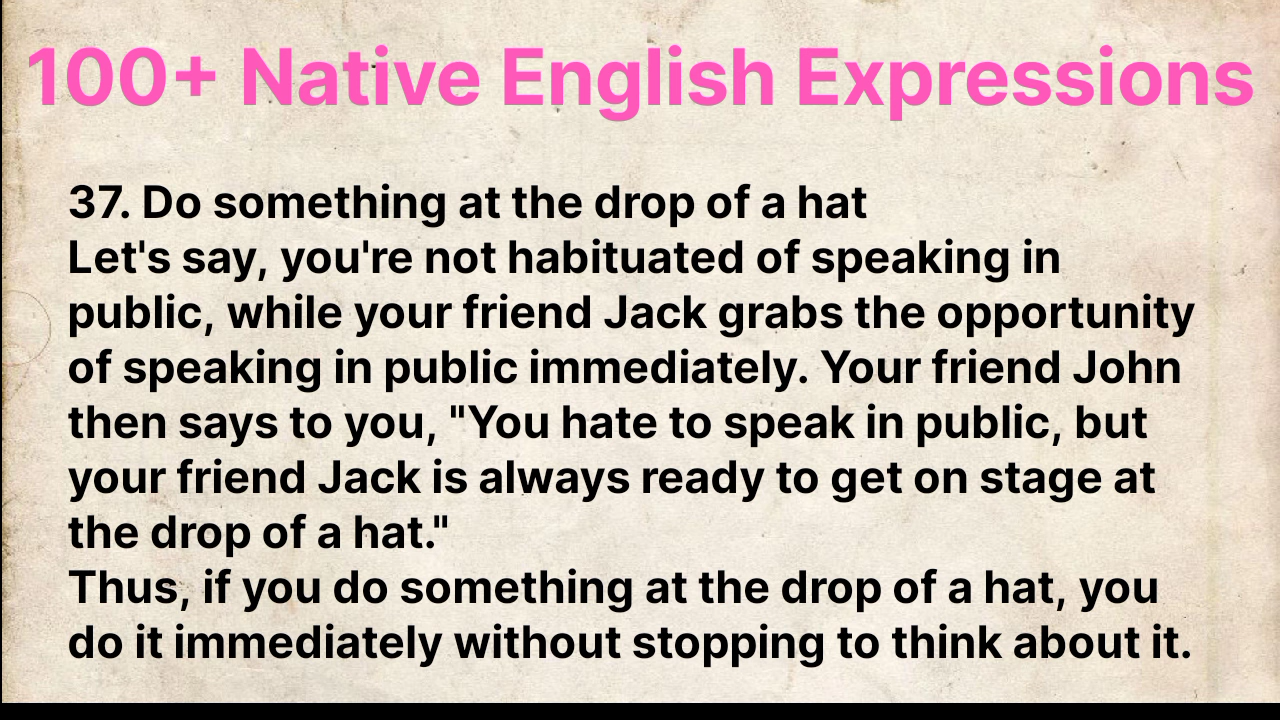 100+ Native English Expressions
37. Do something at the drop of a hat
Let's say, you're not habituated of speaking in
public, while your friend Jack grabs the opportunity
of speaking in public immediately. Your friend John
then says to you, "You hate to speak in public, but
your friend Jack is always ready to get on stage at
the drop of a hat."
Thus, if you do something at the drop of a hat, you
do it immediately without stopping to think about it.